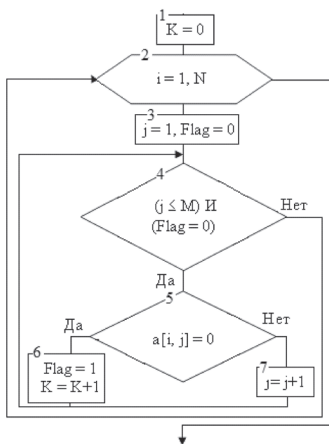 1
K = 0
2
i = 1, N
3
j = 1, Flag = 0
4
(j ≤ M) И
(Flag = 0)
Нет
Да
5
Да
a[i, j] = 0
Нет
6
Flag = 1
K = K+1
7
j= j+1